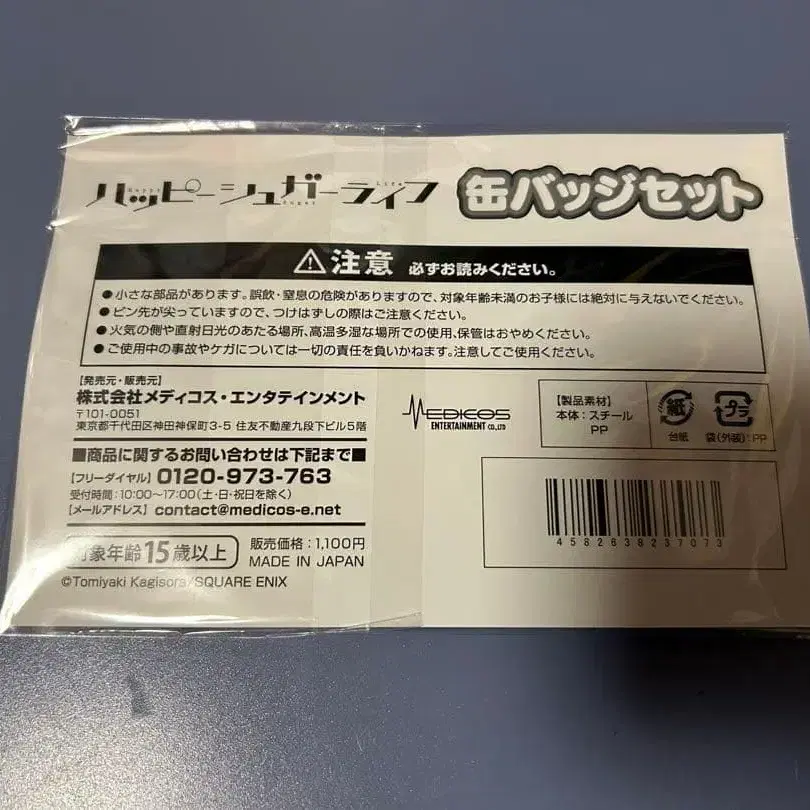 ハッピーシュガーライフ
Happy Sugar Life
缶バッジセット
注意 必ずお読みください。
●小さな部品があります。誤飲・窒息の危険がありますので、対象年齢未満のお子様には絶対に与えないでください。
●ピン先が尖っていますので、つけはずしの際はご注意ください。
●火気の側や直射日光のあたる場所、高温多湿な場所での使用、保管はおやめください。
●ご使用中の事故やケガについては一切の責任を負いかねます。注意してご使用ください。
【発売元・販売元】
株式会社メディコス・エンタテインメント
〒101-0051
東京都千代田区神田神保町3-5 住友不動産九段下ビル5階
■商品に関するお問い合わせは下記まで■
【フリーダイヤル】0120-973-763
受付時間：10:00～17:00(土・日・祝日を除く)
【メールアドレス】contact@medicos-e.net
対象年齢15歳以上
販売価格：1,100円
MADE IN JAPAN
©Tomiyaki Kagisora/SQUARE ENIX
MEDICOS
ENTERTAINMENT CO.,LTD
【製品素材】
本体：スチール
PP
紙
台紙
プラ
袋(外装)：PP
4582638237073